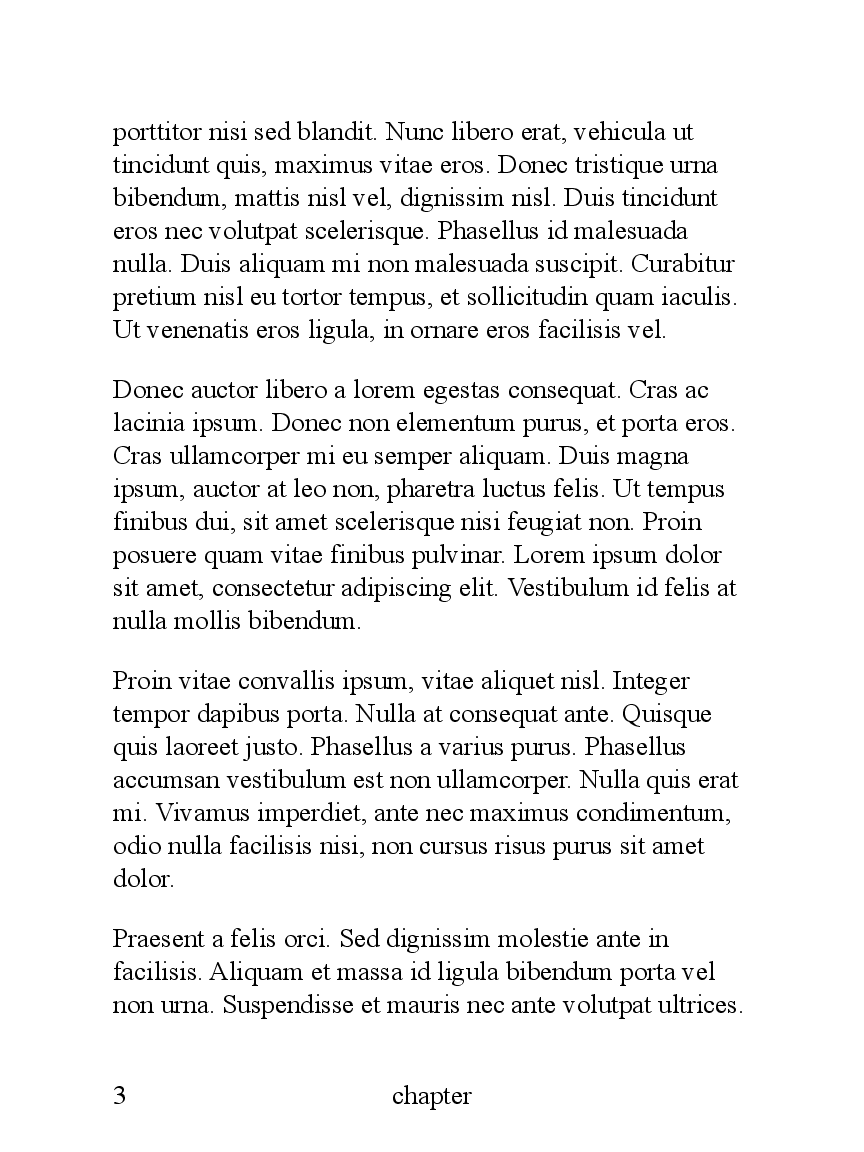 porttitor nisi sed blandit. Nunc libero erat, vehicula ut
tincidunt quis, maximus vitae eros. Donec tristique urna
bibendum, mattis nisl vel, dignissim nisl. Duis tincidunt
eros nec volutpat scelerisque. Phasellus id malesuada
nulla. Duis aliquam mi non malesuada suscipit. Curabitur
pretium nisl eu tortor tempus, et sollicitudin quam iaculis.
Ut venenatis eros ligula, in ornare eros facilisis vel.
Donec auctor libero a lorem egestas consequat. Cras ac
lacinia ipsum. Donec non elementum purus, et porta eros.
Cras ullamcorper mi eu semper aliquam. Duis magna
ipsum, auctor at leo non, pharetra luctus felis. Ut tempus
finibus dui, sit amet scelerisque nisi feugiat non. Proin
posuere quam vitae finibus pulvinar. Lorem ipsum dolor
sit amet, consectetur adipiscing elit. Vestibulum id felis at
nulla mollis bibendum.
Proin vitae convallis ipsum, vitae aliquet nisl. Integer
tempor dapibus porta. Nulla at consequat ante. Quisque
quis laoreet justo. Phasellus a varius purus. Phasellus
accumsan vestibulum est non ullamcorper. Nulla quis erat
mi. Vivamus imperdiet, ante nec maximus condimentum,
odio nulla facilisis nisi, non cursus risus purus sit amet
dolor.
Praesent a felis orci. Sed dignissim molestie ante in
facilisis. Aliquam et massa id ligula bibendum porta vel
non urna. Suspendisse et mauris nec ante volutpat ultrices.
3 chapter